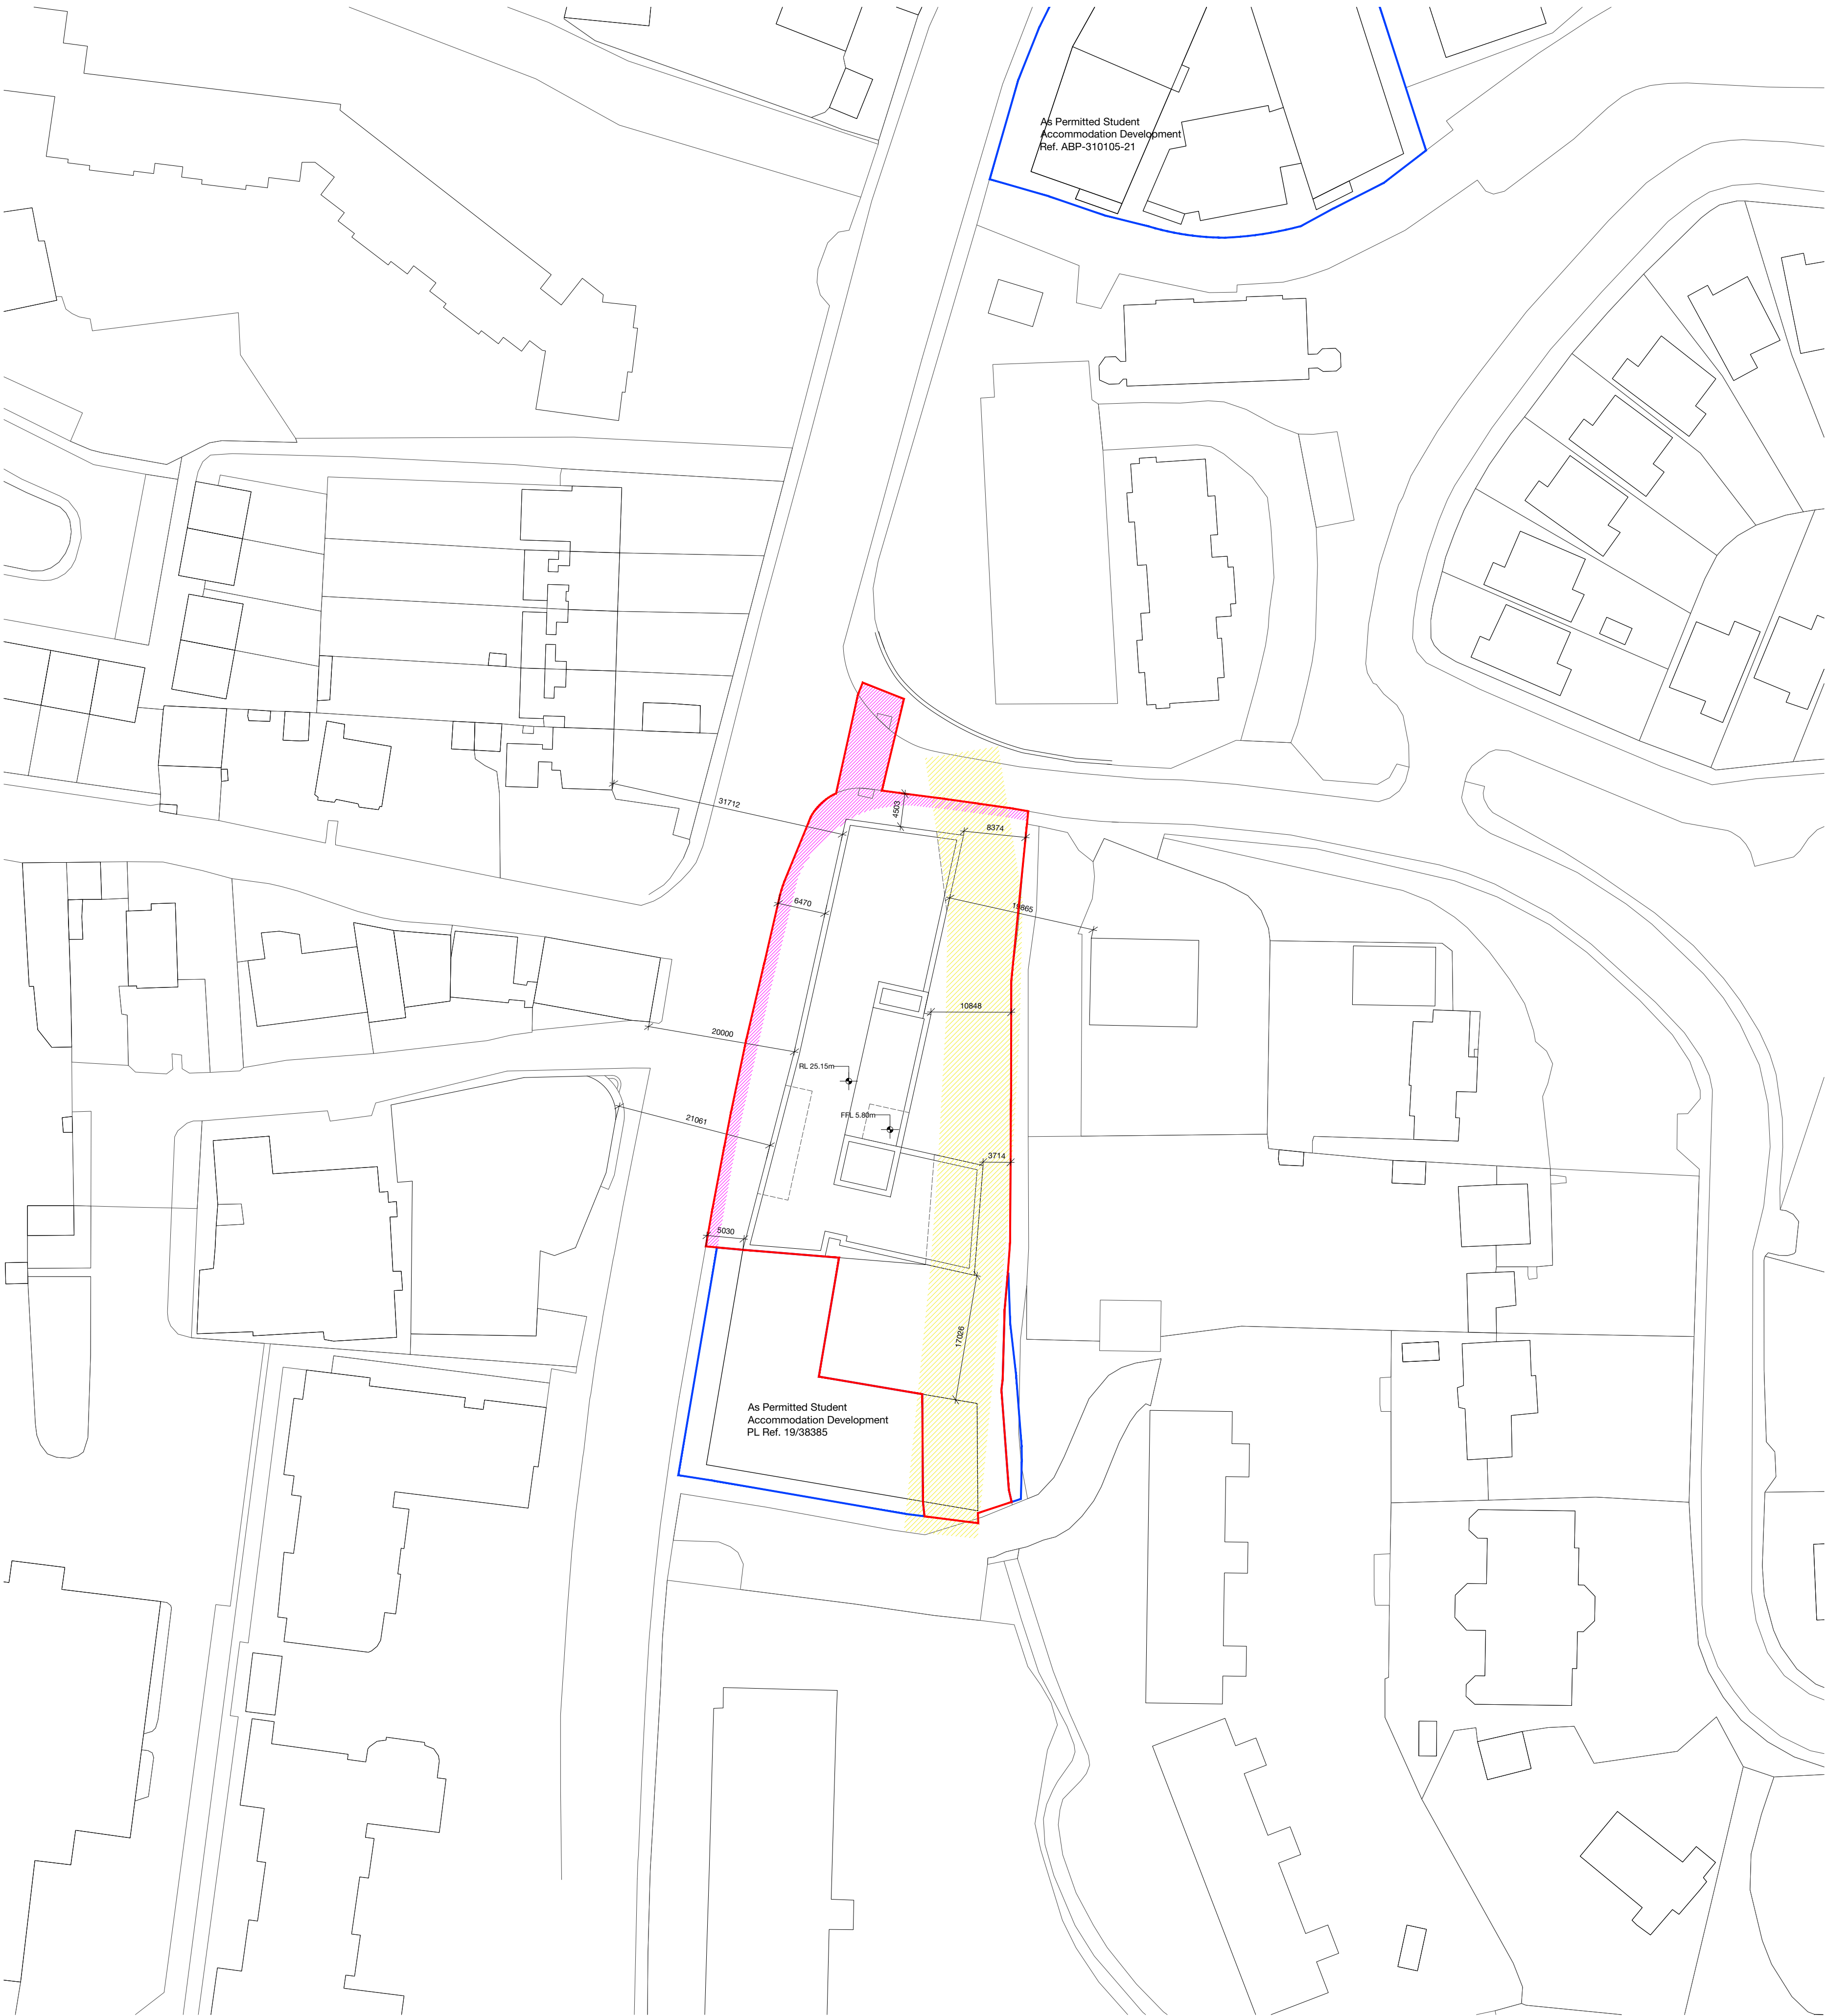 As Permitted Student
Accommodation Development
Ref. ABP-310105-21
31712
4503
8374
6470
19865
10848
20000
RL 25.15m
FFL 5.80m
21061
3714
5030
17026
As Permitted Student
Accommodation Development
PL Ref. 19/38385